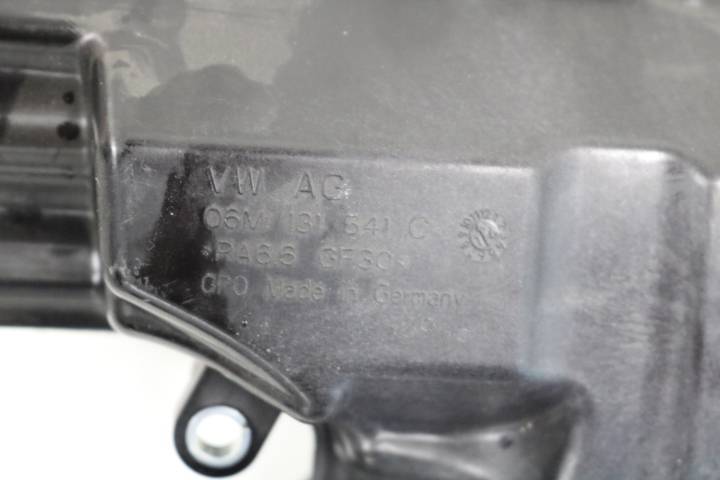 VW AG
06M 131 541 C
>PA6.6 GF30<
GPO Made in Germany